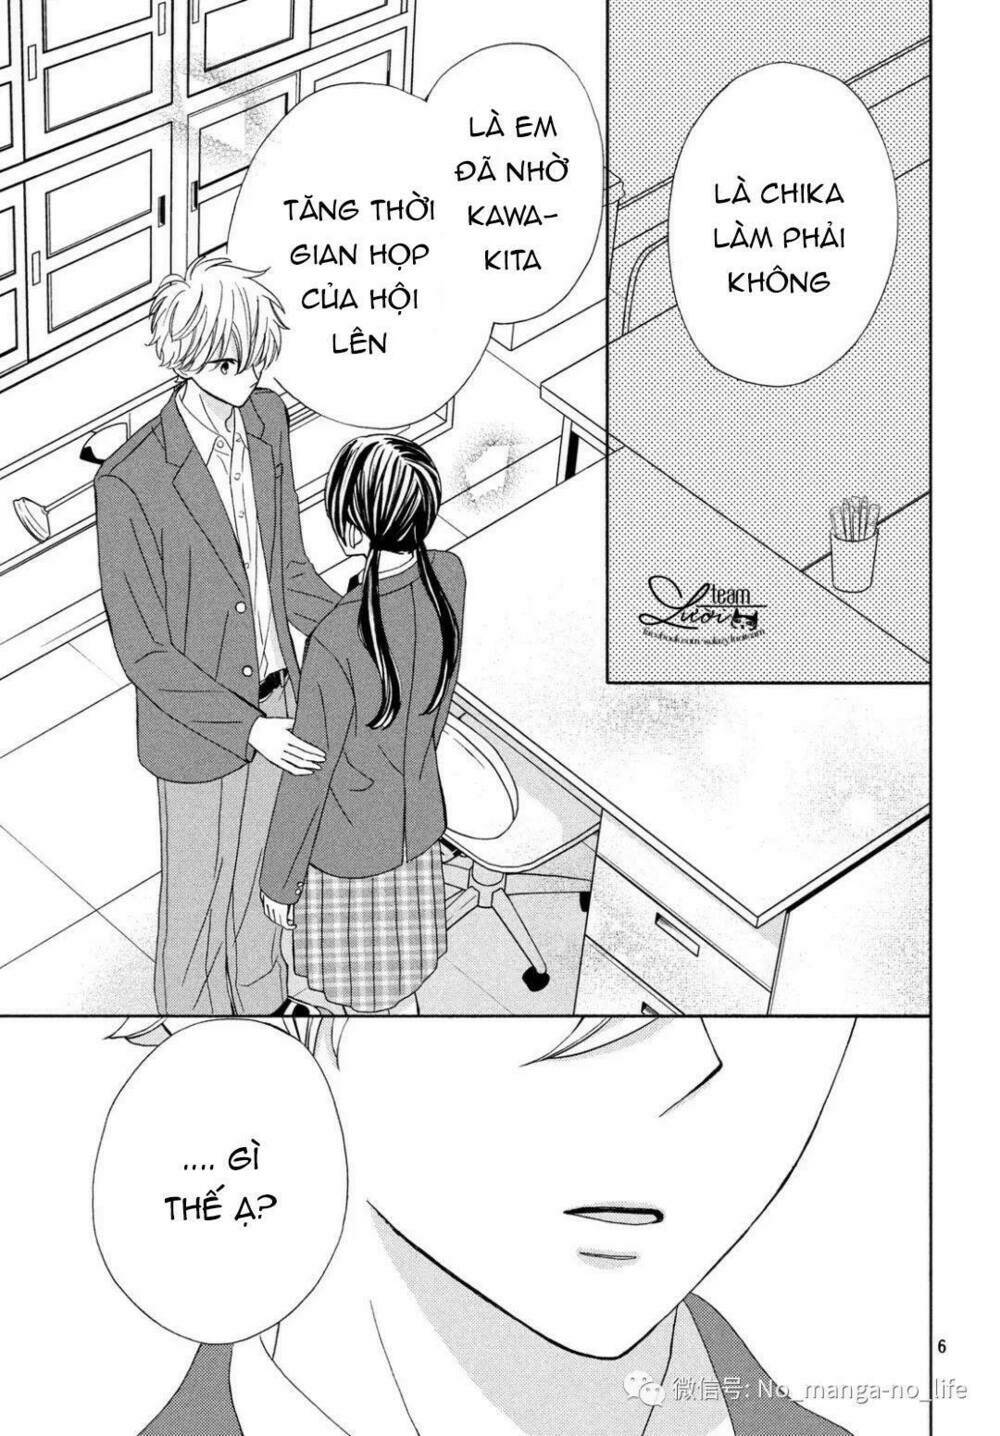 LÀ CHIKA
LÀM PHẢI
KHÔNG
LÀ EM
ĐÃ NHỜ
KAWA-
KITA
TĂNG THỜI
GIAN HỌP
CỦA HỘI
LÊN
team
Lười
.... GÌ
THẾ Ạ?
6
微信号: No_manga-no_life